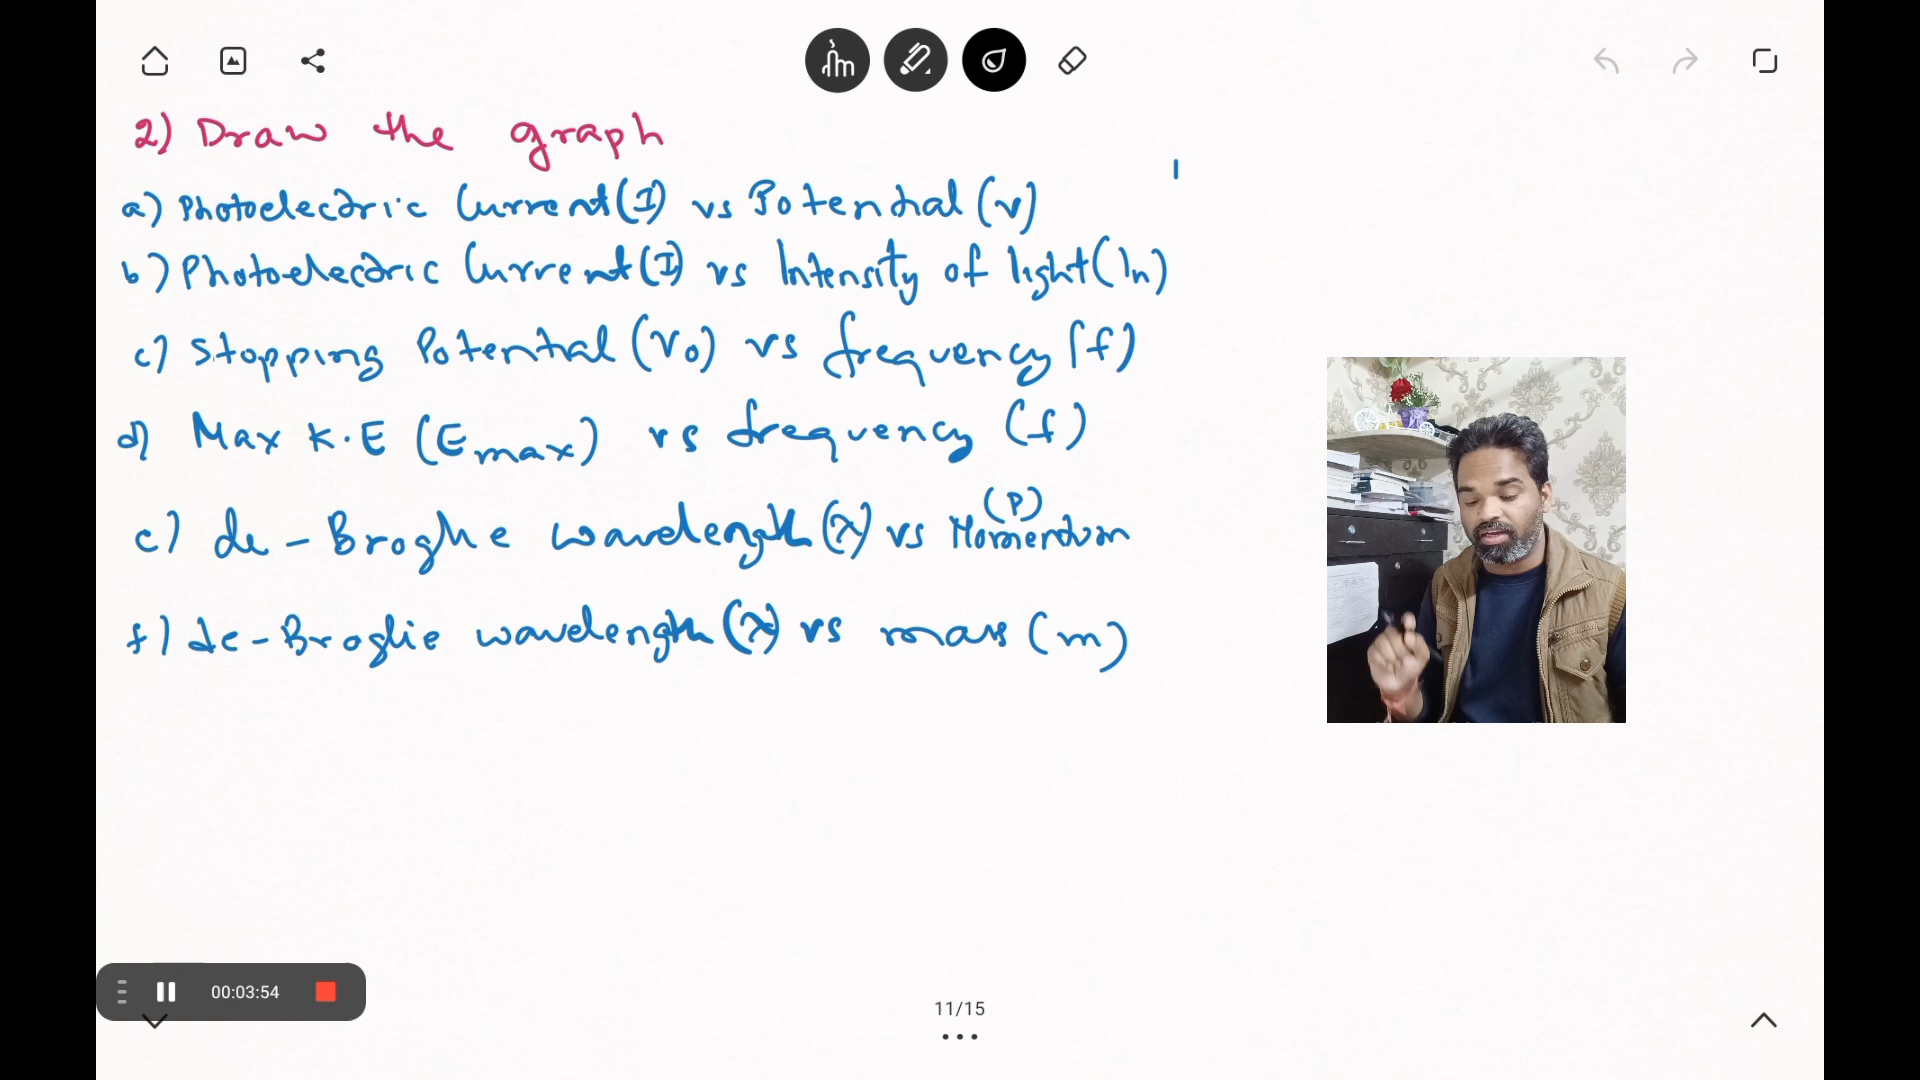 2) Draw the graph
a) Photoelectric Current (I) vs Potential (v)
b) Photoelectric Current (I) vs Intensity of light (In)
c) Stopping Potential (V0) vs frequency (f)
d) Max K.E (Emax) vs frequency (f)
(P)
c) de-Broglie wavelength (λ) vs Momentum
f) de-Broglie wavelength (λ) vs mass (m)
00:03:54
11/15